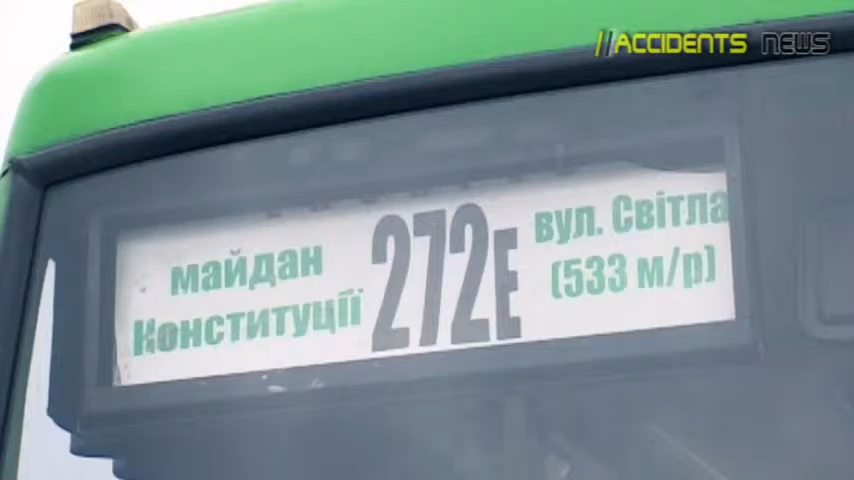 //ACCIDENTS NEWS
майдан
Конституції
272Е
вул. Світла
(533 м/р)